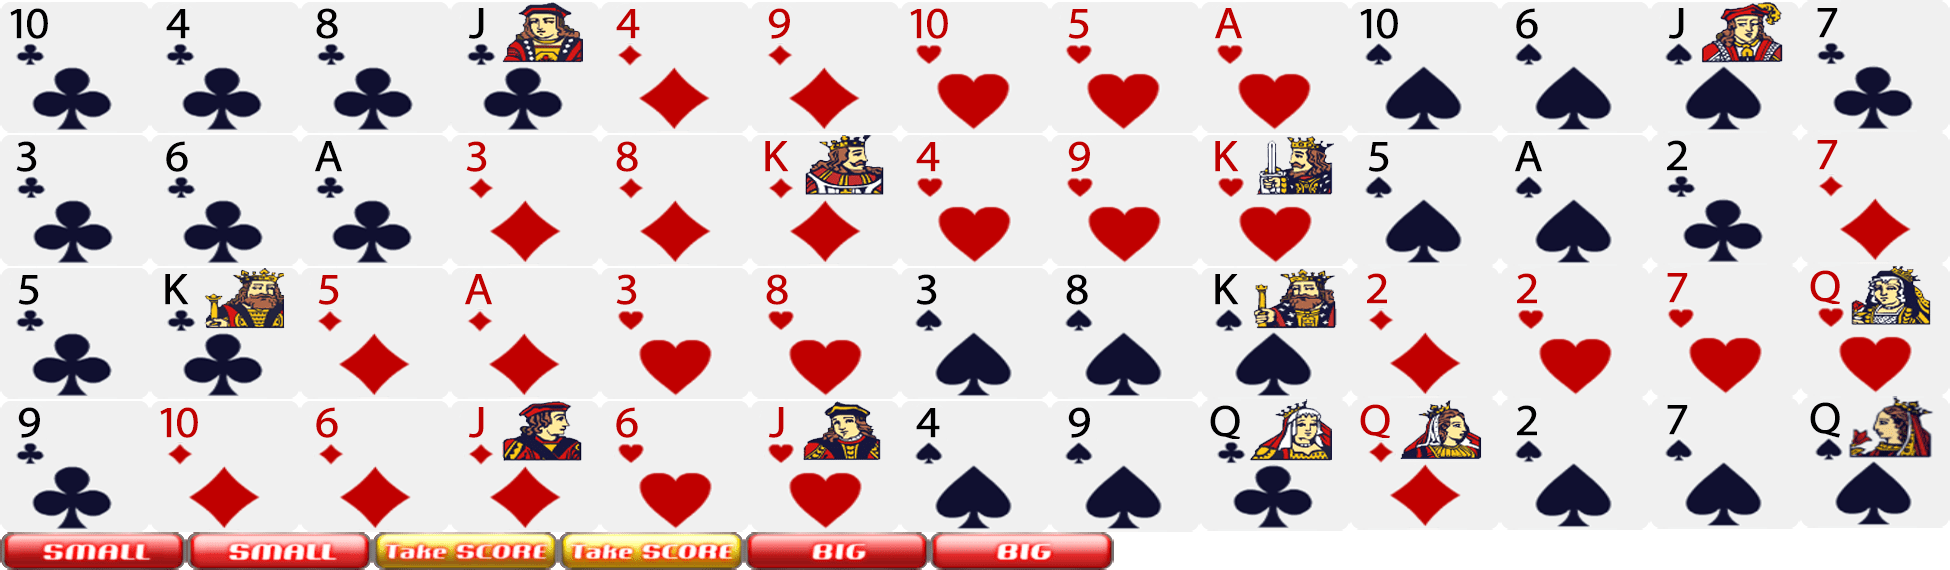 10 4 8 J 4 9 10 5 A 10 6 J 7
3 6 A 3 8 K 4 9 K 5 A 2 7
5 K 5 A 3 8 3 8 K 2 2 7 Q
9 10 6 J 6 J 4 9 Q Q 2 7 Q
SMALL SMALL Take SCORE Take SCORE BIG BIG